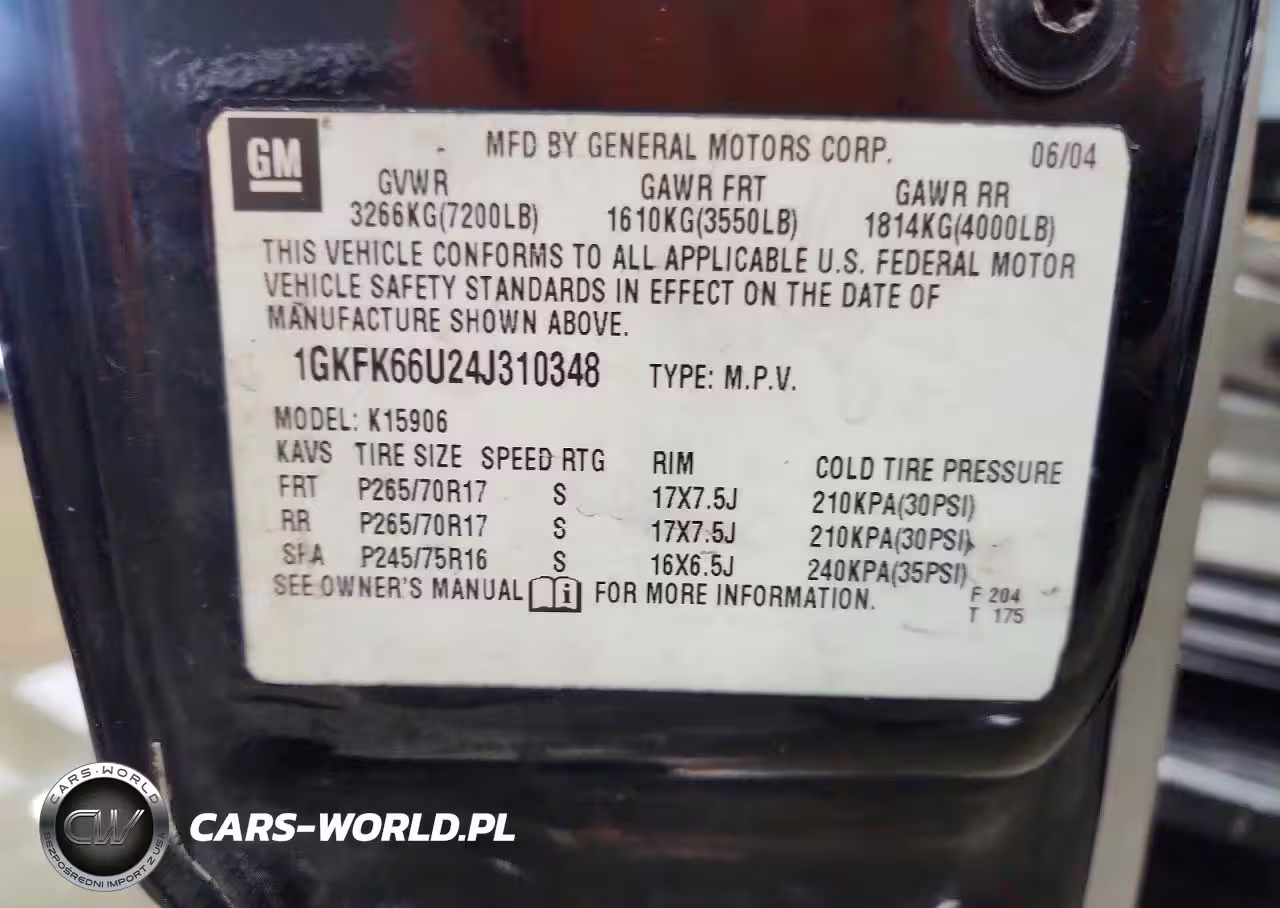 GM
MFD BY GENERAL MOTORS CORP. 06/04
GVWR GAWR FRT GAWR RR
3266KG(7200LB) 1610KG(3550LB) 1814KG(4000LB)
THIS VEHICLE CONFORMS TO ALL APPLICABLE U.S. FEDERAL MOTOR
VEHICLE SAFETY STANDARDS IN EFFECT ON THE DATE OF
MANUFACTURE SHOWN ABOVE.
1GKFK66U24J310348 TYPE: M.P.V.
MODEL: K15906
KAVS TIRE SIZE SPEED RTG RIM COLD TIRE PRESSURE
FRT P265/70R17 S 17X7.5J 210KPA(30PSI)
RR P265/70R17 S 17X7.5J 210KPA(30PSI)
SPA P245/75R16 S 16X6.5J 240KPA(35PSI)
SEE OWNER'S MANUAL i FOR MORE INFORMATION.
F 204
T 175
CARS-WORLD
CW
BEZPOŚREDNI IMPORT Z USA
CARS-WORLD.PL